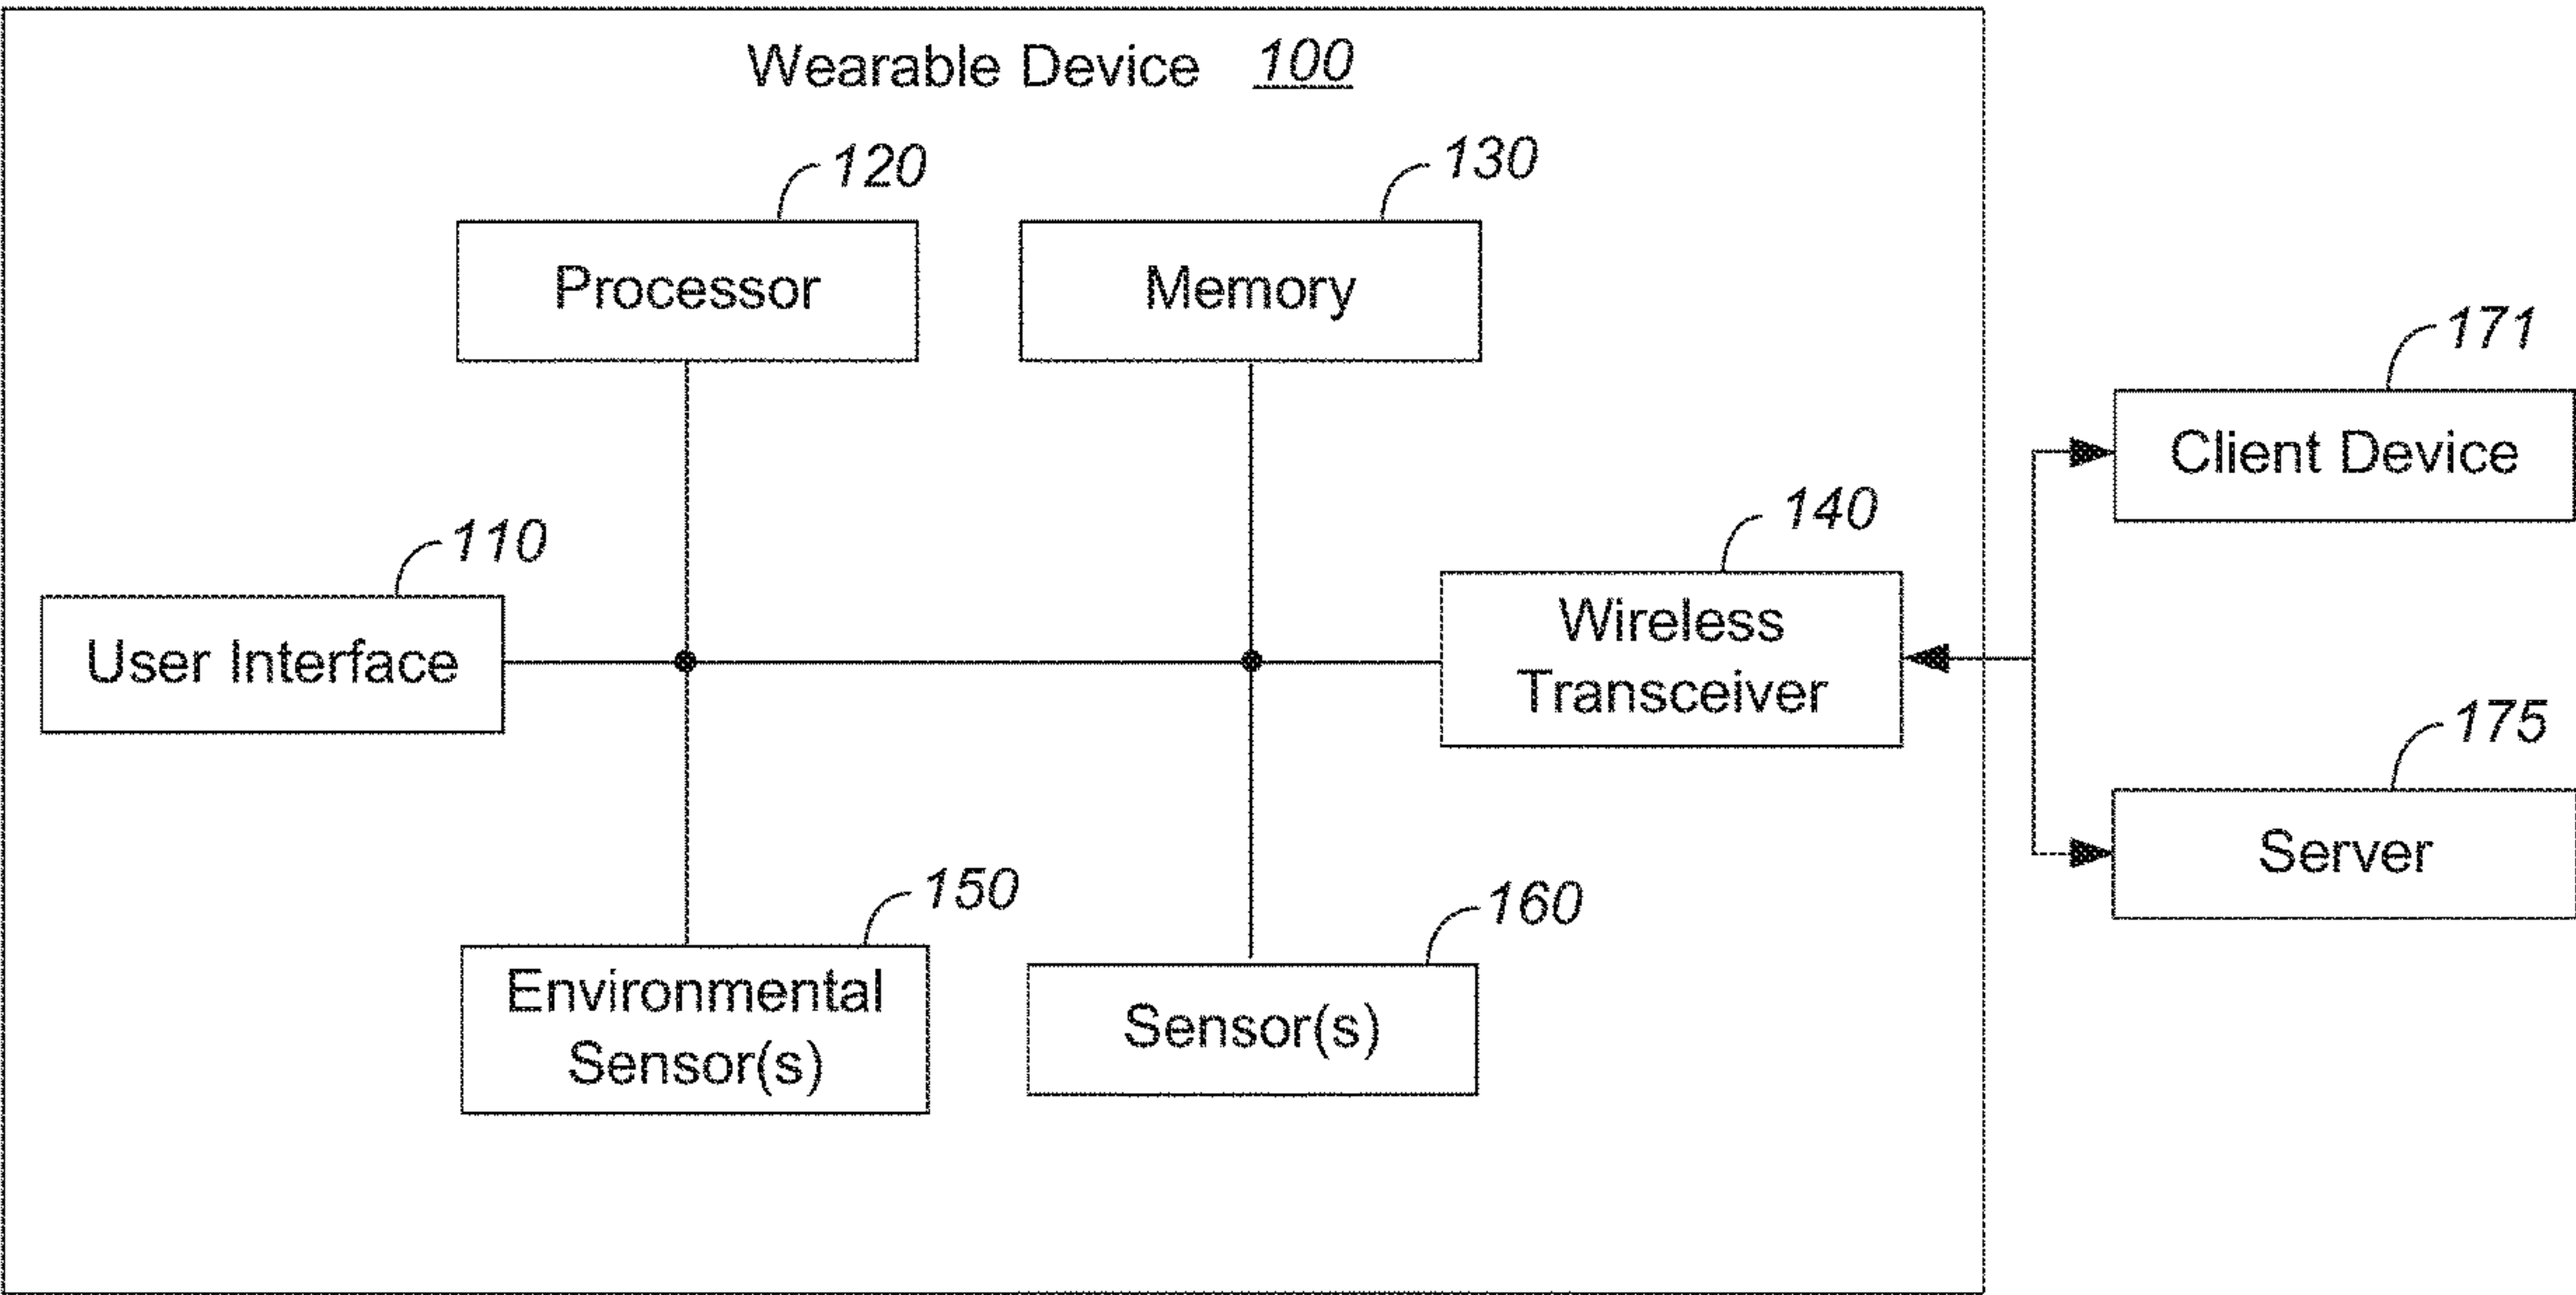 Wearable Device 100
120
Processor
130
Memory
171
Client Device
110
User Interface
140
Wireless
Transceiver
175
Server
150
Environmental
Sensor(s)
160
Sensor(s)